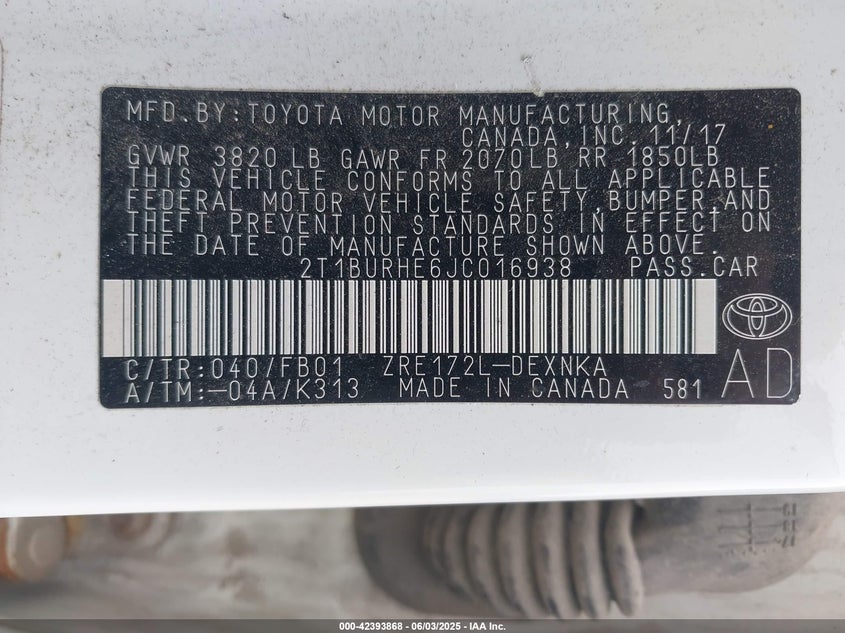 MFD.BY:TOYOTA MOTOR MANUFACTURING,
CANADA,INC. 11/17
GVWR 3820 LB GAWR FR 2070LB RR 1850LB
THIS VEHICLE CONFORMS TO ALL APPLICABLE
FEDERAL MOTOR VEHICLE SAFETY,BUMPER,AND
THEFT PREVENTION STANDARDS IN EFFECT ON
THE DATE OF MANUFACTURE SHOWN ABOVE.
2T1BURHE6JC016938 PASS.CAR
C/TR:040/FB01 ZRE172L-DEXNKA
A/TM:-04A/K313 MADE IN CANADA 581 AD
000-42393868 - 06/03/2025 - IAA Inc.